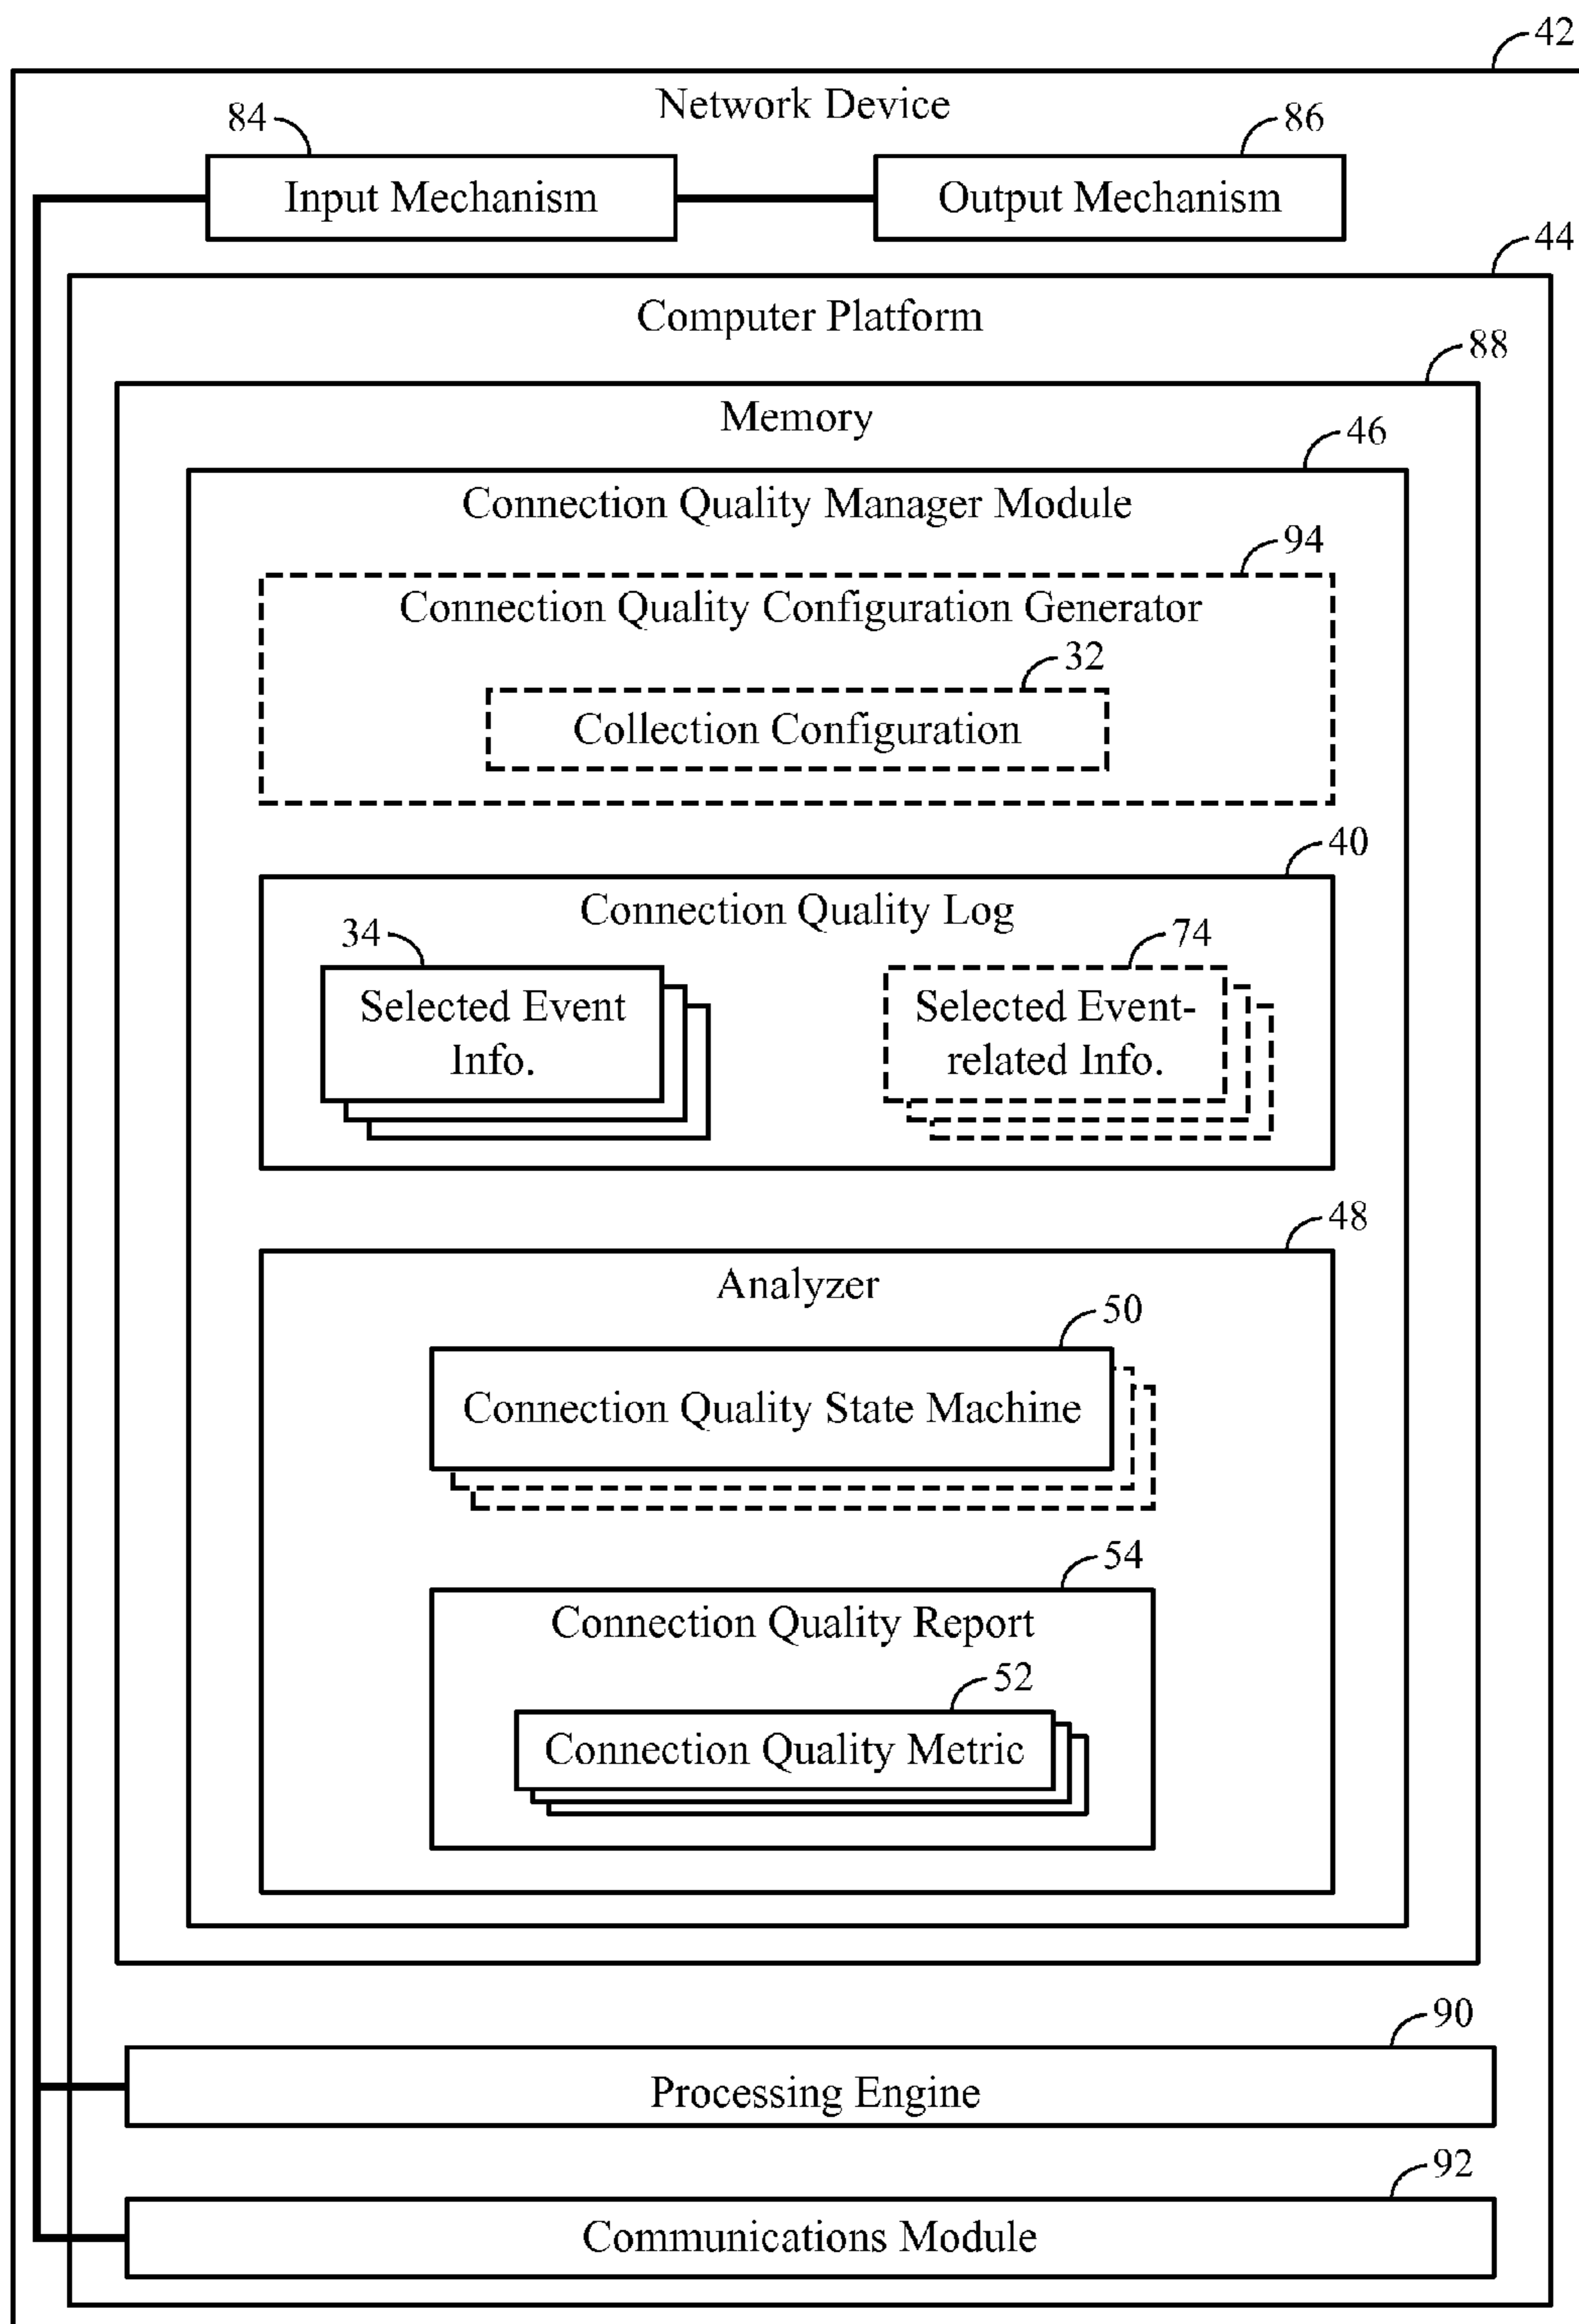 42
Network Device
84
86
Input Mechanism
Output Mechanism
44
Computer Platform
88
Memory
46
Connection Quality Manager Module
94
Connection Quality Configuration Generator
32
Collection Configuration
40
Connection Quality Log
34
74
Selected Event
Info.
Selected Event-
related Info.
48
Analyzer
50
Connection Quality State Machine
54
Connection Quality Report
52
Connection Quality Metric
90
Processing Engine
92
Communications Module